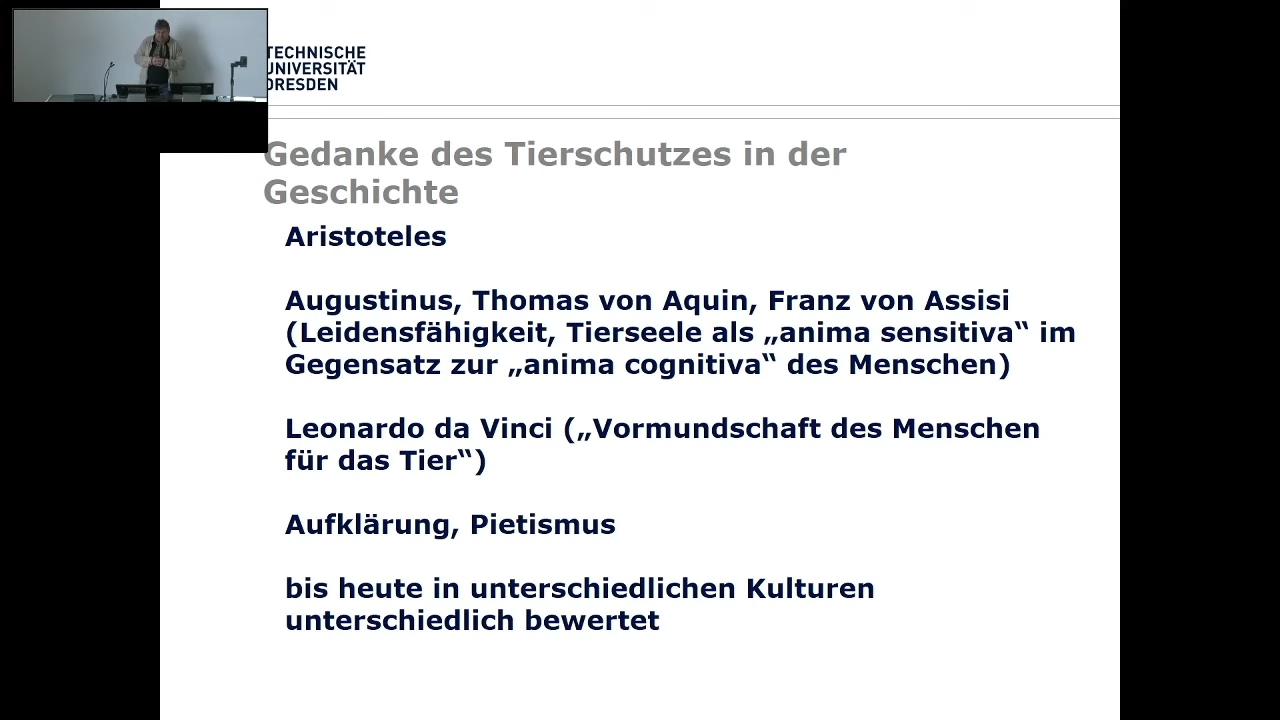 TECHNISCHE
UNIVERSITÄT
DRESDEN
Gedanke des Tierschutzes in der
Geschichte
Aristoteles
Augustinus, Thomas von Aquin, Franz von Assisi
(Leidensfähigkeit, Tierseele als „anima sensitiva“ im
Gegensatz zur „anima cognitiva“ des Menschen)
Leonardo da Vinci („Vormundschaft des Menschen
für das Tier“)
Aufklärung, Pietismus
bis heute in unterschiedlichen Kulturen
unterschiedlich bewertet